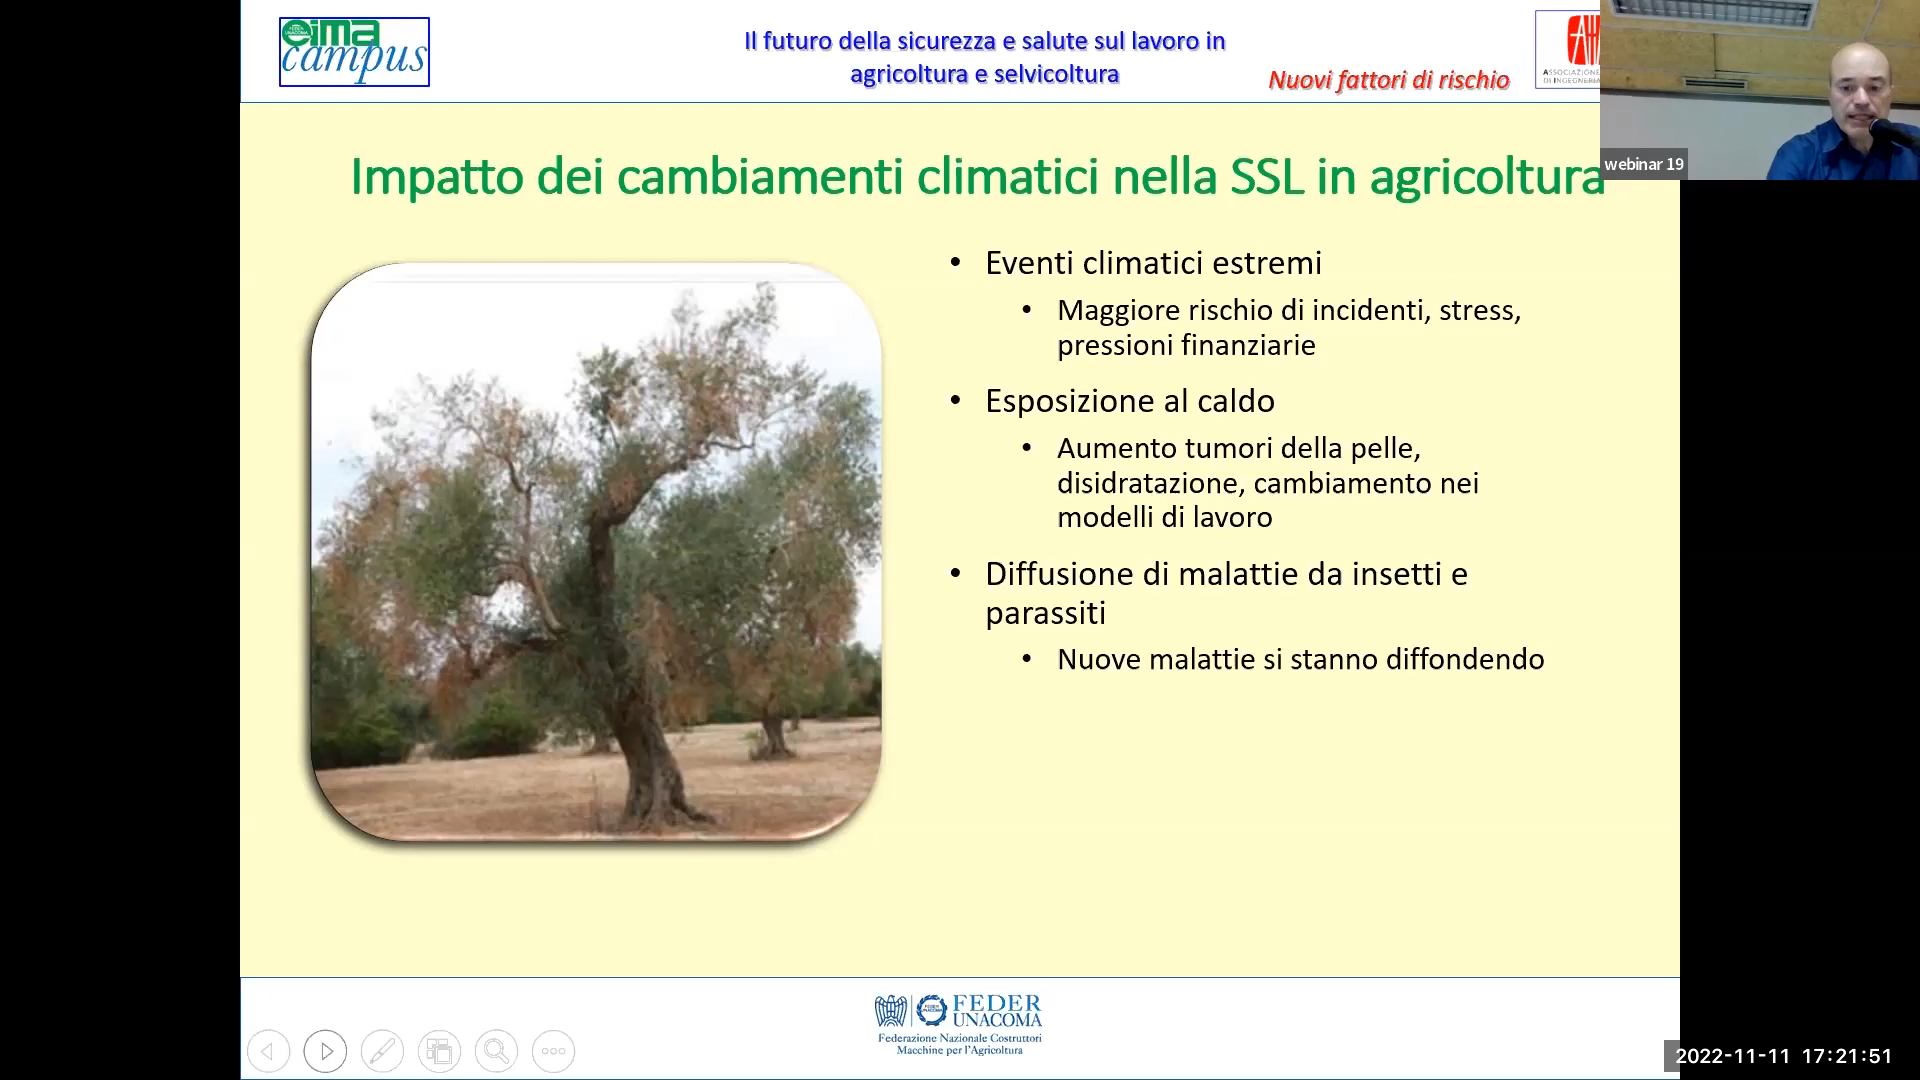 eima
campus
Il futuro della sicurezza e salute sul lavoro in
agricoltura e selvicoltura
Nuovi fattori di rischio
ASSOCIAZIONE
DI INGEGNERIA
webinar 19
Impatto dei cambiamenti climatici nella SSL in agricoltura
• Eventi climatici estremi
• Maggiore rischio di incidenti, stress,
pressioni finanziarie
• Esposizione al caldo
• Aumento tumori della pelle,
disidratazione, cambiamento nei
modelli di lavoro
• Diffusione di malattie da insetti e
parassiti
• Nuove malattie si stanno diffondendo
FEDER
UNACOMA
Federazione Nazionale Costruttori
Macchine per l'Agricoltura
2022-11-11 17:21:51